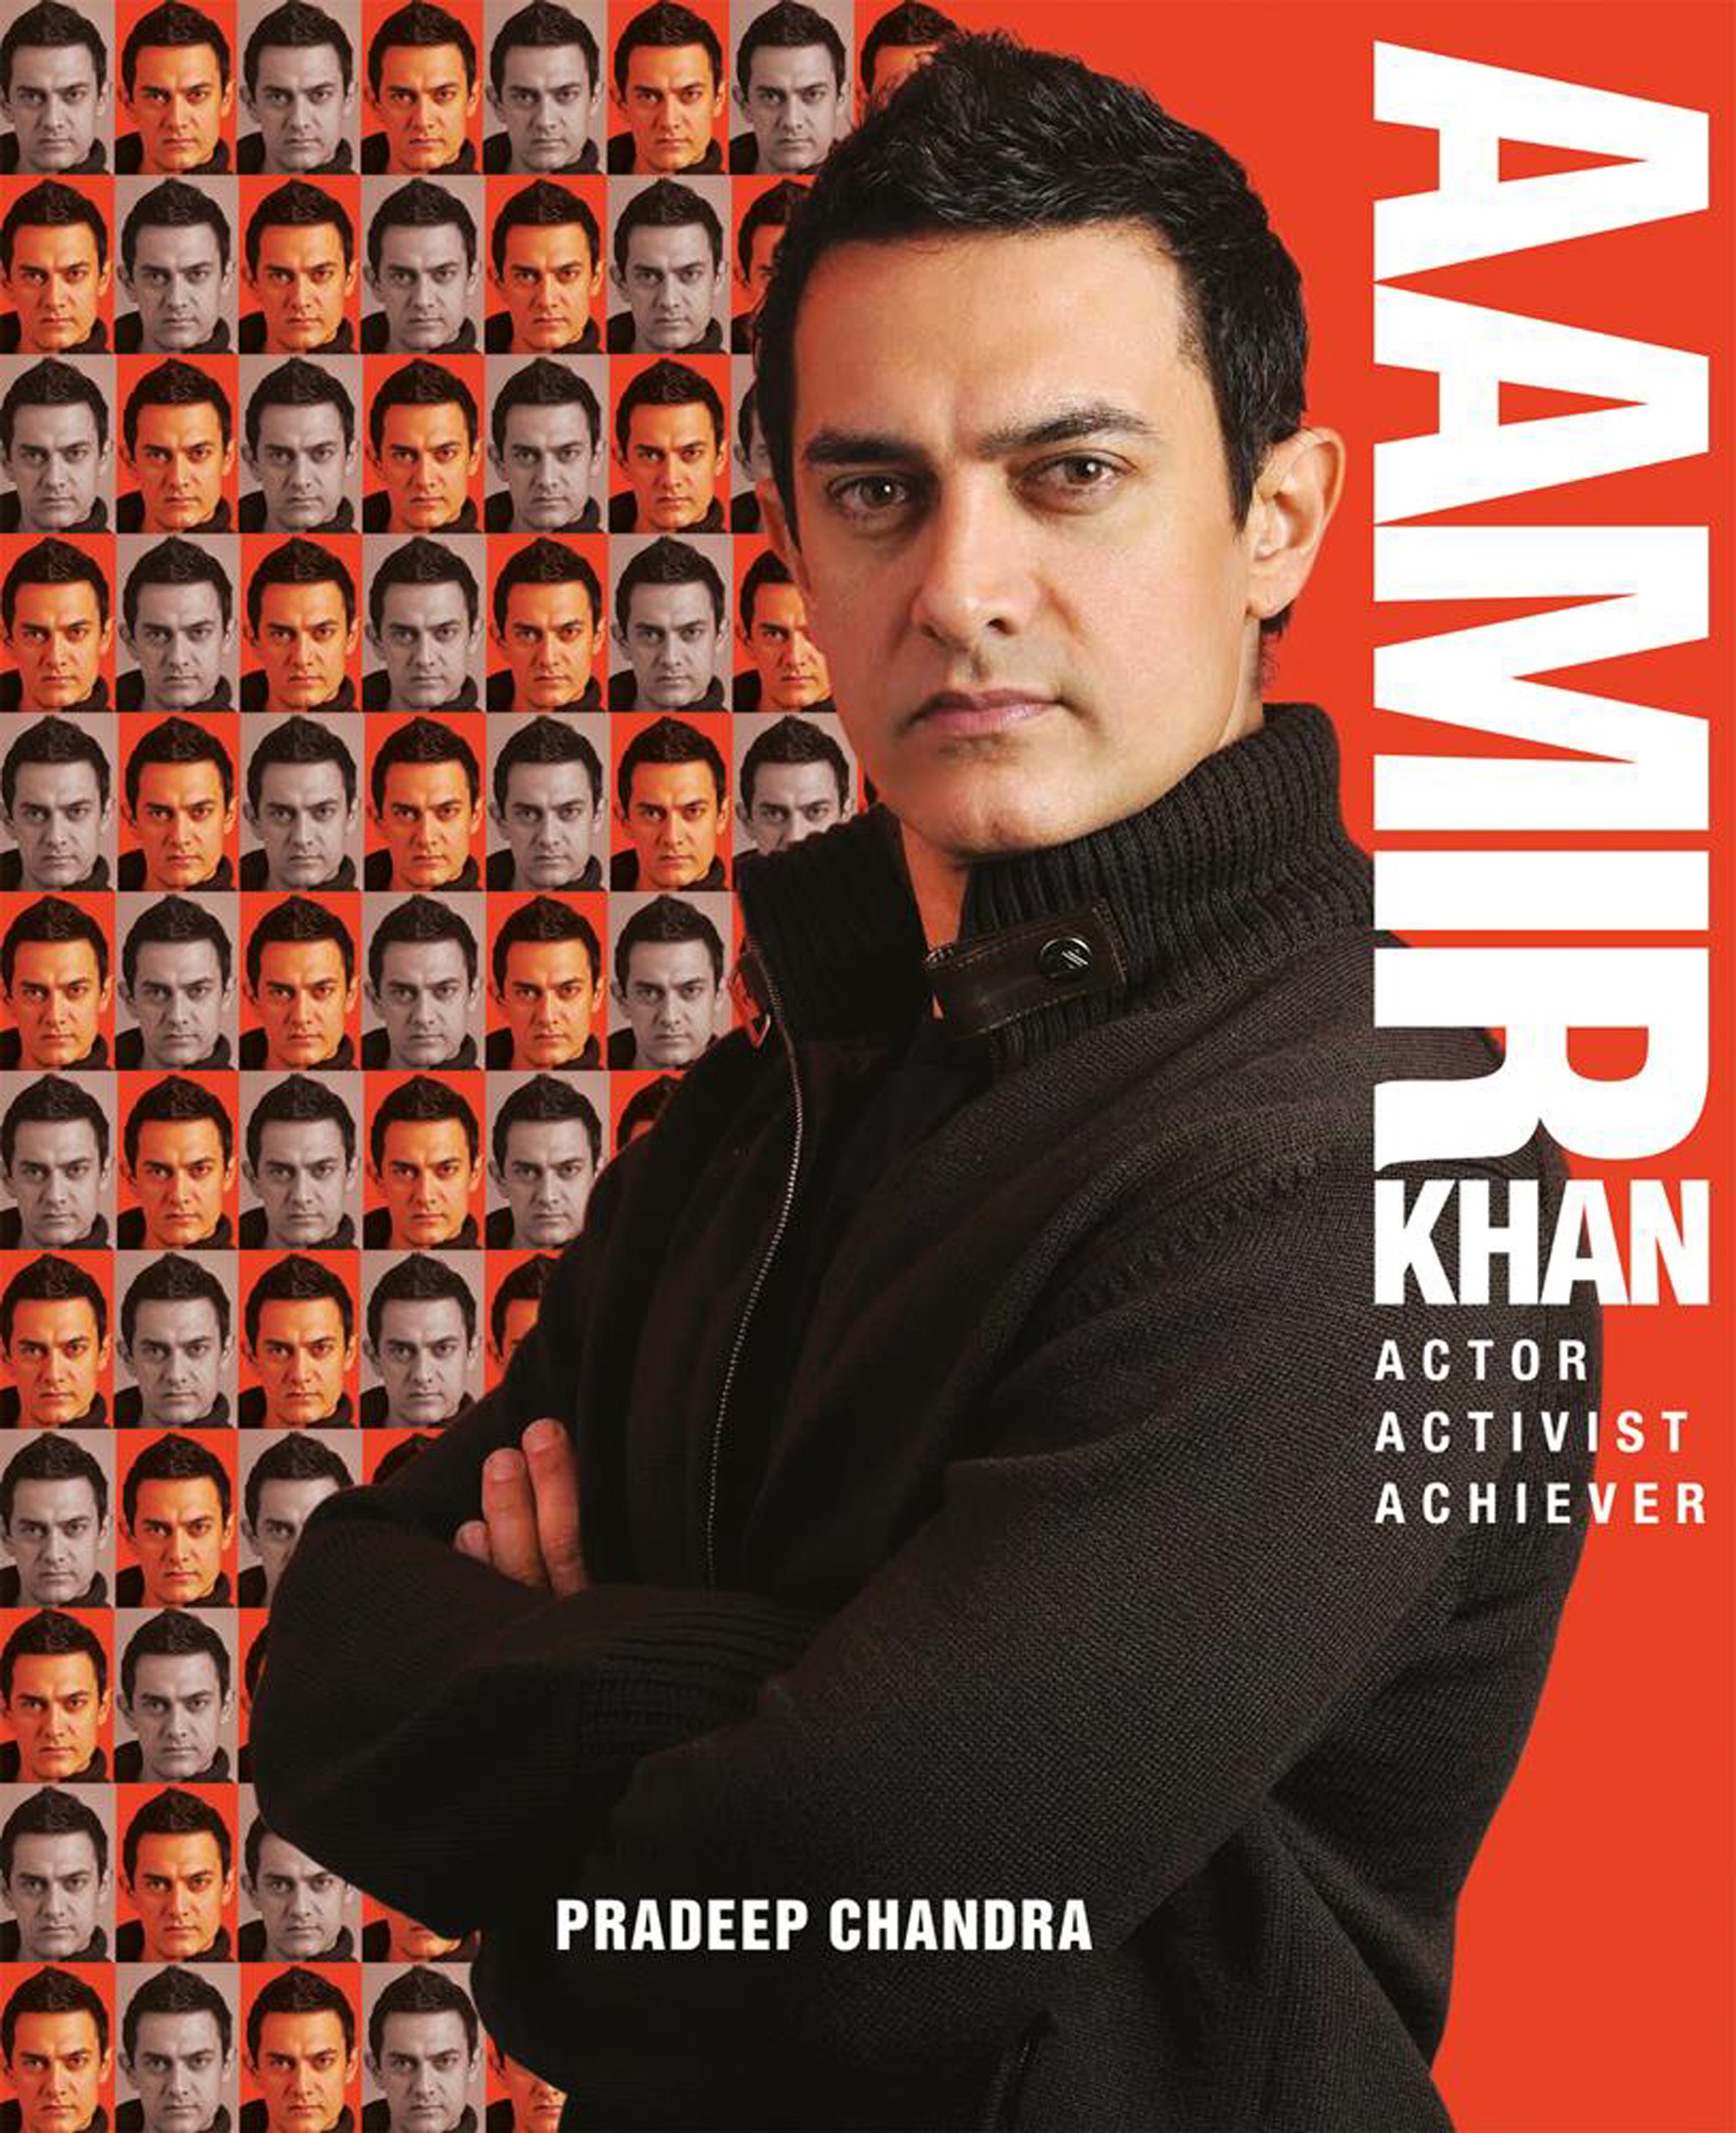 AAMIR
KHAN
ACTOR
ACTIVIST
ACHIEVER
PRADEEP CHANDRA